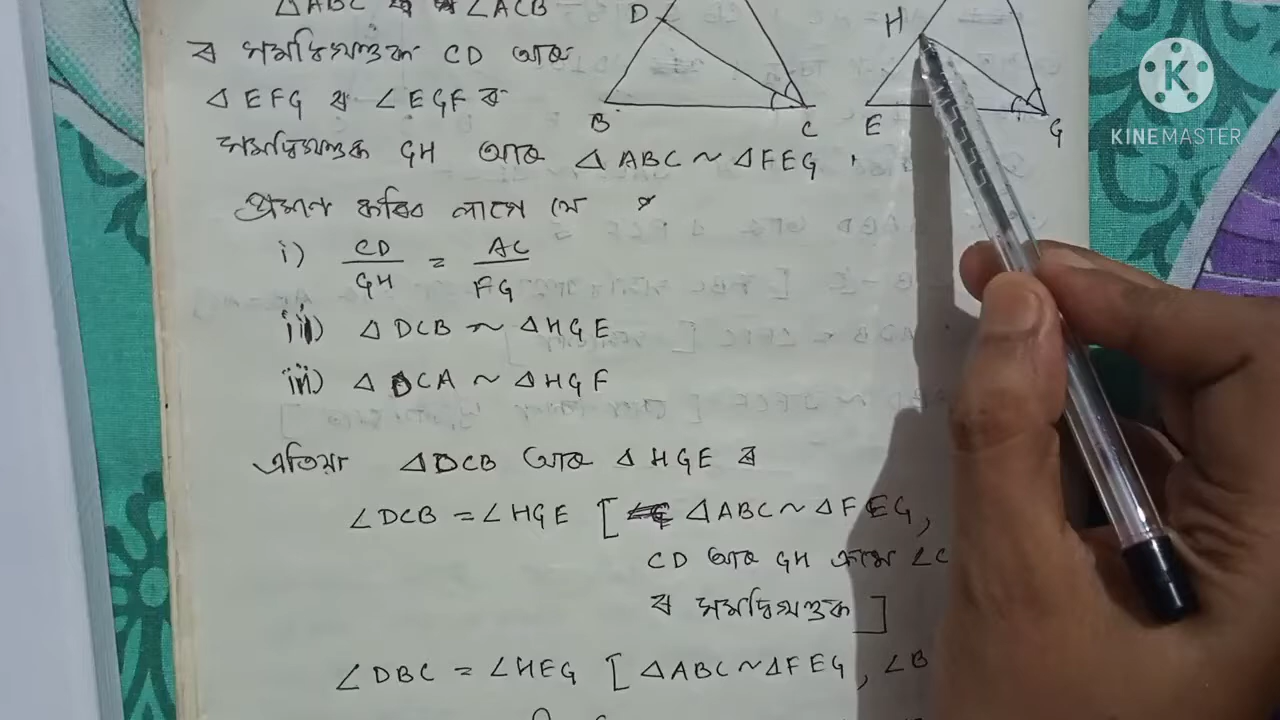 △ABC ৰ ∠ACB
ৰ সমদ্বিখণ্ডক CD আৰু
△EFG ৰ ∠EGF ৰ
সমদ্বিখণ্ডক GH আৰু △ABC ~ △FEG ,
প্ৰমাণ কৰিব লাগে যে
i) CD/GH = AC/FG
ii) △DCB ~ △HGE
iii) △DCA ~ △HGF
এতিয়া △DCB আৰু △HGE ৰ
∠DCB = ∠HGE [ △ABC ~ △FEG,
CD আৰু GH ক্ৰমে ∠C
ৰ সমদ্বিখণ্ডক ]
∠DBC = ∠HEG [ △ABC ~ △FEG, ∠B
D
B
C
H
E
G
K
KINEMASTER